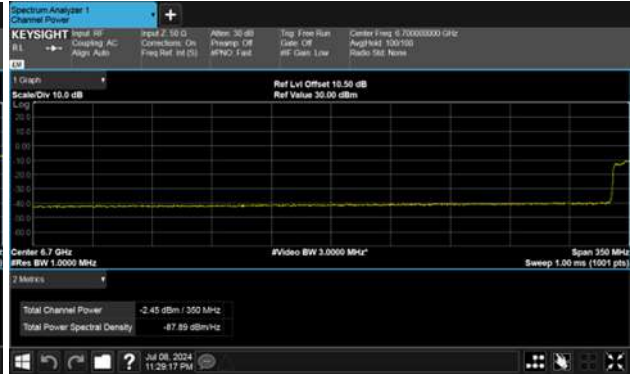 Spectrum Analyzer 1
Channel Power
+
KEYSIGHT
RL
Input: RF
Coupling: AC
Align: Auto
Input Z: 50 Ω
Corrections: On
Freq Ref: Int (S)
Atten: 30 dB
Preamp: Off
#PNO: Fast
Trig: Free Run
Gate: Off
#IF Gain: Low
Center Freq: 6.700000000 GHz
Avg|Hold: 100/100
Radio Std: None
1 Graph
Scale/Div 10.0 dB
Ref Lvl Offset 10.50 dB
Ref Value 30.00 dBm
Log
20.0
10.0
0.00
-10.0
-20.0
-30.0
-40.0
-50.0
-60.0
Center 6.7 GHz
#Res BW 1.0000 MHz
#Video BW 3.0000 MHz*
Span 350 MHz
Sweep 1.00 ms (1001 pts)
2 Metrics
Total Channel Power -2.45 dBm / 350 MHz
Total Power Spectral Density -87.89 dBm/Hz
?
Jul 08, 2024
11:29:17 PM